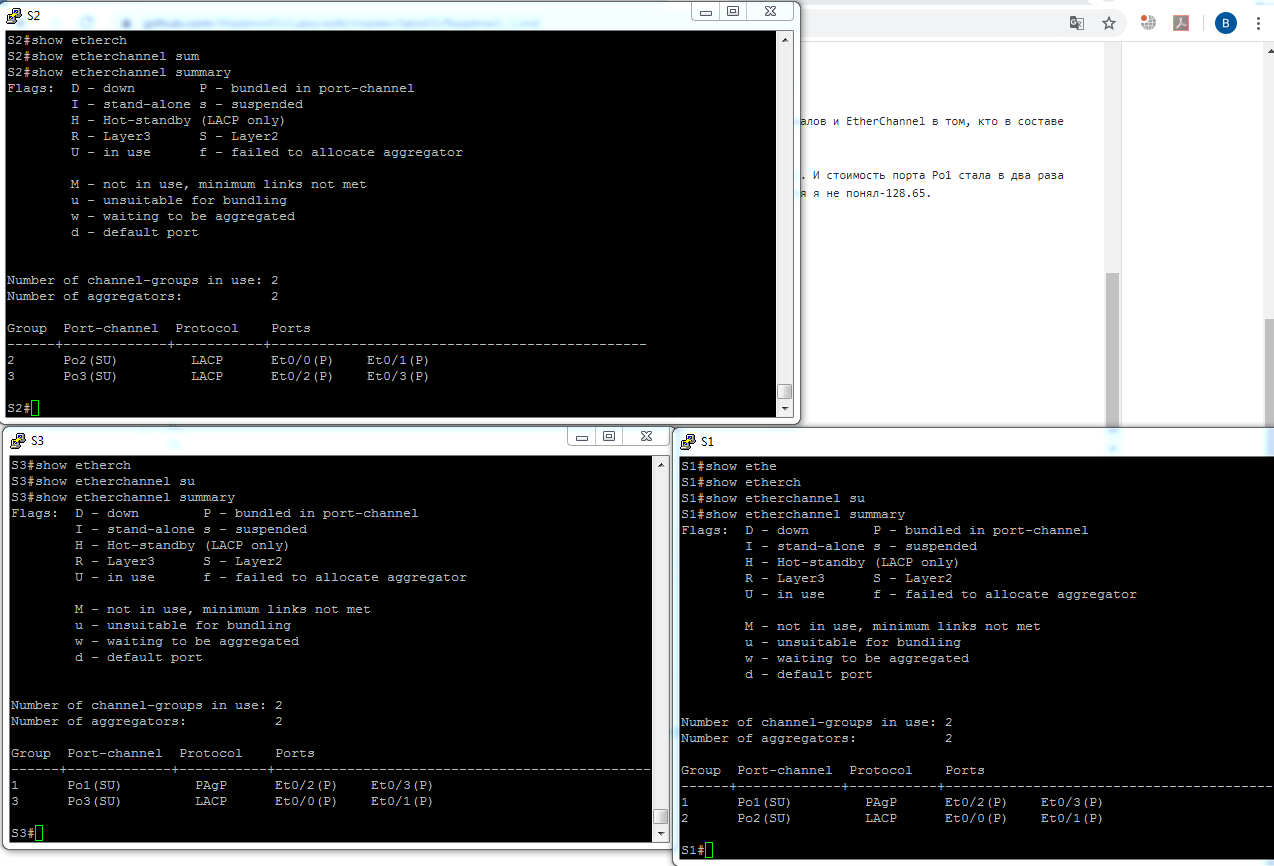 S2
S2#show etherch
S2#show etherchannel sum
S2#show etherchannel summary
Flags:  D - down        P - bundled in port-channel
        I - stand-alone s - suspended
        H - Hot-standby (LACP only)
        R - Layer3      S - Layer2
        U - in use      f - failed to allocate aggregator
        M - not in use, minimum links not met
        u - unsuitable for bundling
        w - waiting to be aggregated
        d - default port
Number of channel-groups in use: 2
Number of aggregators:           2
Group  Port-channel  Protocol    Ports
------+-------------+-----------+-----------------------------------------------
2      Po2(SU)         LACP      Et0/0(P)    Et0/1(P)
3      Po3(SU)         LACP      Et0/2(P)    Et0/3(P)
S2#
B
алов и EtherChannel в том, кто в составе
. И стоимость порта Po1 стала в два раза
я я не понял-128.65.
S3
S3#show etherch
S3#show etherchannel su
S3#show etherchannel summary
Flags:  D - down        P - bundled in port-channel
        I - stand-alone s - suspended
        H - Hot-standby (LACP only)
        R - Layer3      S - Layer2
        U - in use      f - failed to allocate aggregator
        M - not in use, minimum links not met
        u - unsuitable for bundling
        w - waiting to be aggregated
        d - default port
Number of channel-groups in use: 2
Number of aggregators:           2
Group  Port-channel  Protocol    Ports
------+-------------+-----------+-----------------------------------------------
1      Po1(SU)         PAgP      Et0/2(P)    Et0/3(P)
3      Po3(SU)         LACP      Et0/0(P)    Et0/1(P)
S3#
S1
S1#show ethe
S1#show etherch
S1#show etherchannel su
S1#show etherchannel summary
Flags:  D - down        P - bundled in port-channel
        I - stand-alone s - suspended
        H - Hot-standby (LACP only)
        R - Layer3      S - Layer2
        U - in use      f - failed to allocate aggregator
        M - not in use, minimum links not met
        u - unsuitable for bundling
        w - waiting to be aggregated
        d - default port
Number of channel-groups in use: 2
Number of aggregators:           2
Group  Port-channel  Protocol    Ports
------+-------------+-----------+-----------------------------------------
1      Po1(SU)         PAgP      Et0/2(P)    Et0/3(P)
2      Po2(SU)         LACP      Et0/0(P)    Et0/1(P)
S1#